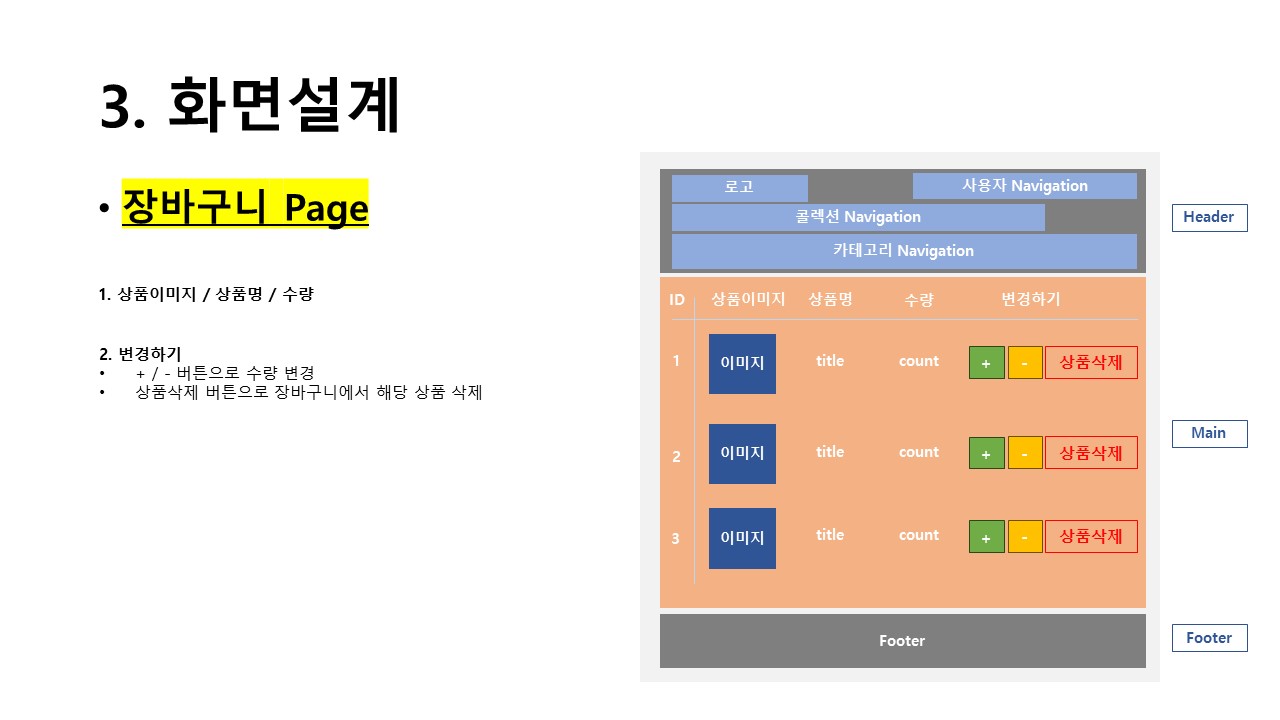 3. 화면설계
• 장바구니 Page
1. 상품이미지 / 상품명 / 수량
2. 변경하기
• + / - 버튼으로 수량 변경
• 상품삭제 버튼으로 장바구니에서 해당 상품 삭제
로고
사용자 Navigation
콜렉션 Navigation
카테고리 Navigation
Header
ID 상품이미지 상품명 수량 변경하기
1 이미지 title count + - 상품삭제
Main
2 이미지 title count + - 상품삭제
3 이미지 title count + - 상품삭제
Footer
Footer